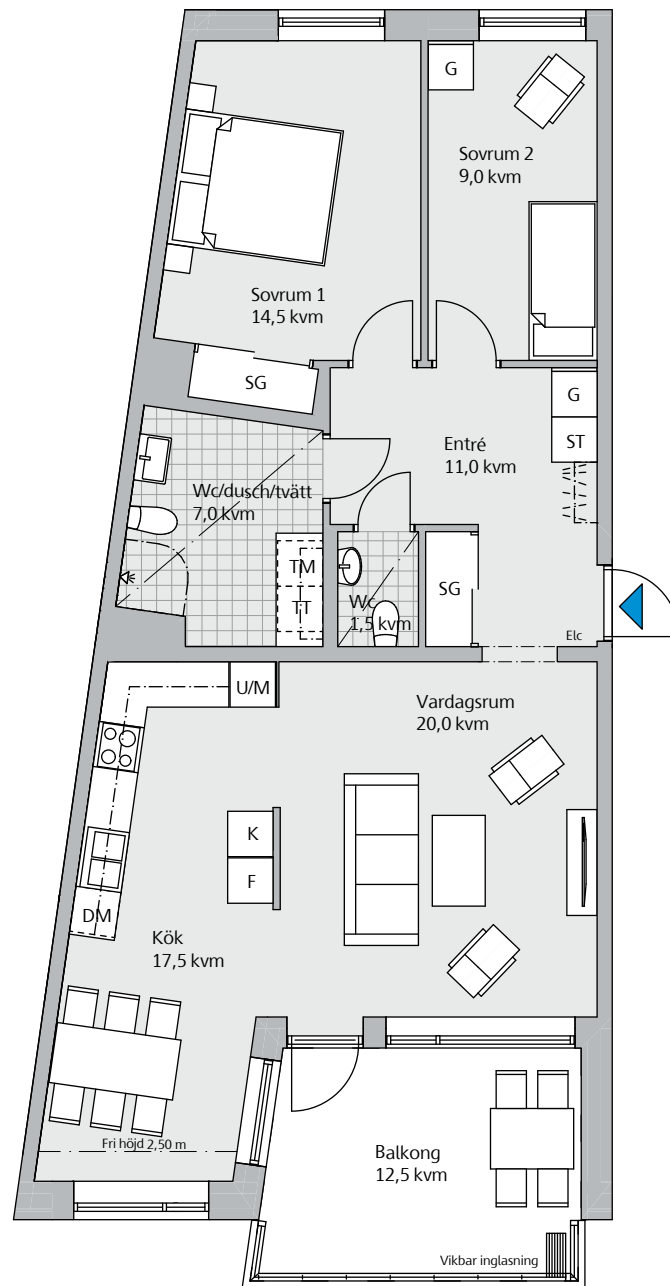 G
Sovrum 2
9,0 kvm
Sovrum 1
14,5 kvm
SG
G
ST
Entré
11,0 kvm
Wc/dusch/tvätt
7,0 kvm
TM
TT
Wc
1,5 kvm
SG
Elc
U/M
Vardagsrum
20,0 kvm
K
F
DM
Kök
17,5 kvm
Fri höjd 2,50 m
Balkong
12,5 kvm
Vikbar inglasning